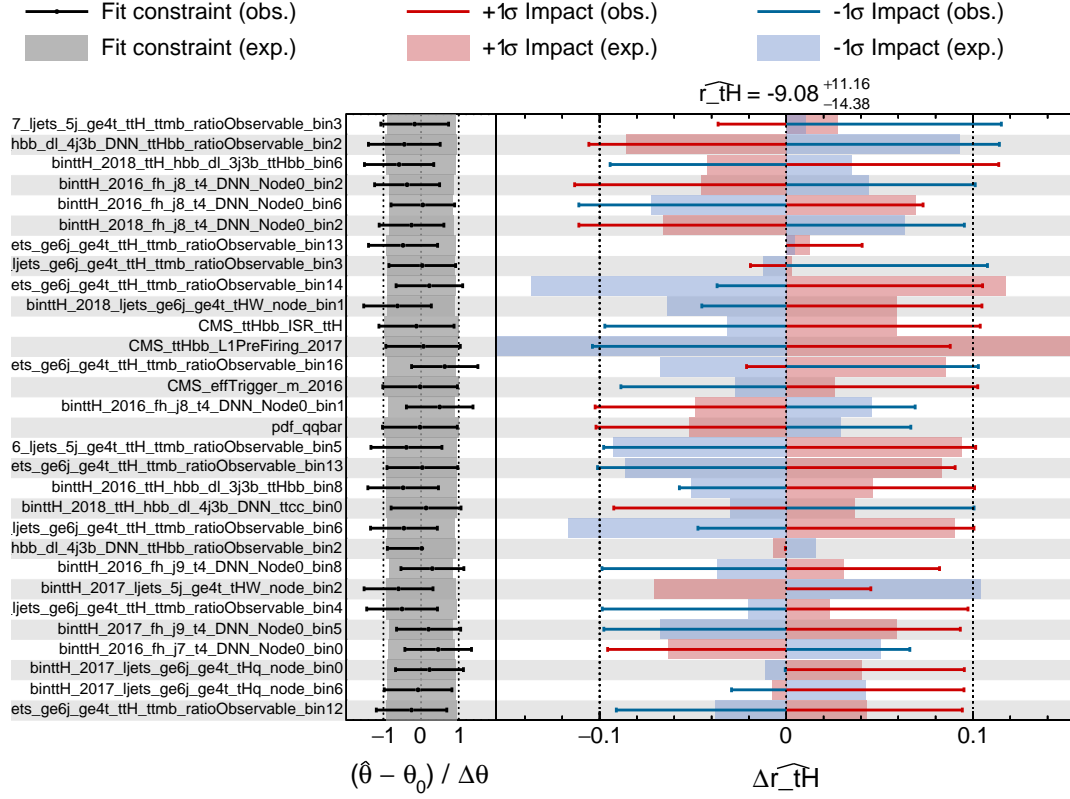 Fit constraint (obs.) +1σ Impact (obs.) -1σ Impact (obs.)
Fit constraint (exp.) +1σ Impact (exp.) -1σ Impact (exp.)
r_tH = -9.08 +11.16 −14.38
7_ljets_5j_ge4t_ttH_ttmb_ratioObservable_bin3
hbb_dl_4j3b_DNN_ttHbb_ratioObservable_bin2
binttH_2018_ttH_hbb_dl_3j3b_ttHbb_bin6
binttH_2016_fh_j8_t4_DNN_Node0_bin2
binttH_2016_fh_j8_t4_DNN_Node0_bin6
binttH_2018_fh_j8_t4_DNN_Node0_bin2
ets_ge6j_ge4t_ttH_ttmb_ratioObservable_bin13
ljets_ge6j_ge4t_ttH_ttmb_ratioObservable_bin3
ets_ge6j_ge4t_ttH_ttmb_ratioObservable_bin14
binttH_2018_ljets_ge6j_ge4t_tHW_node_bin1
CMS_ttHbb_ISR_ttH
CMS_ttHbb_L1PreFiring_2017
ets_ge6j_ge4t_ttH_ttmb_ratioObservable_bin16
CMS_effTrigger_m_2016
binttH_2016_fh_j8_t4_DNN_Node0_bin1
pdf_qqbar
6_ljets_5j_ge4t_ttH_ttmb_ratioObservable_bin5
ets_ge6j_ge4t_ttH_ttmb_ratioObservable_bin13
binttH_2016_ttH_hbb_dl_3j3b_ttHbb_bin8
binttH_2018_ttH_hbb_dl_4j3b_DNN_ttcc_bin0
ljets_ge6j_ge4t_ttH_ttmb_ratioObservable_bin6
hbb_dl_4j3b_DNN_ttHbb_ratioObservable_bin2
binttH_2016_fh_j9_t4_DNN_Node0_bin8
binttH_2017_ljets_5j_ge4t_tHW_node_bin2
ljets_ge6j_ge4t_ttH_ttmb_ratioObservable_bin4
binttH_2017_fh_j9_t4_DNN_Node0_bin5
binttH_2016_fh_j7_t4_DNN_Node0_bin0
binttH_2017_ljets_ge6j_ge4t_tHq_node_bin0
binttH_2017_ljets_ge6j_ge4t_tHq_node_bin6
ets_ge6j_ge4t_ttH_ttmb_ratioObservable_bin12
−1 0 1 −0.1 0 0.1
(θ̂ − θ₀) / Δθ Δr_tH